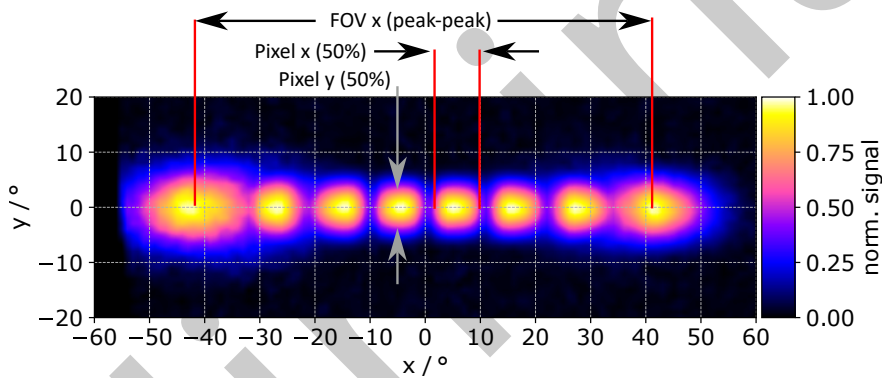 FOV x (peak-peak)
Pixel x (50%)
Pixel y (50%)
20
10
0
−10
−20
y / °
−60 −50 −40 −30 −20 −10 0 10 20 30 40 50 60
x / °
1.00
0.75
0.50
0.25
0.00
norm. signal